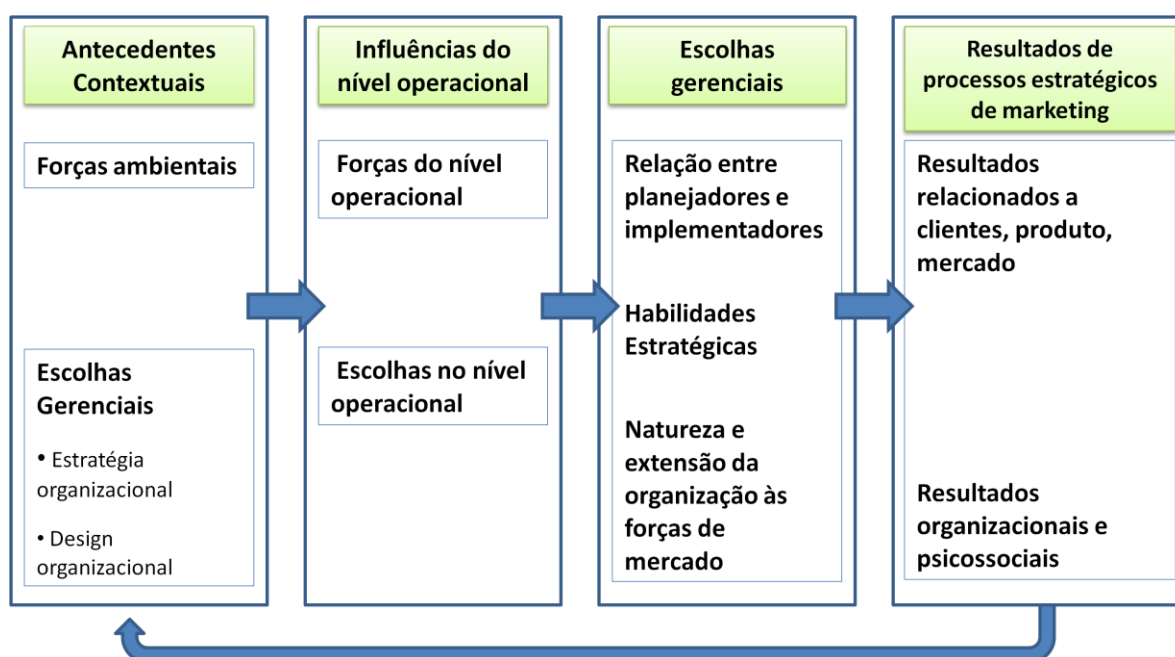 Antecedentes
Contextuais
Forças ambientais
Escolhas
Gerenciais
• Estratégia
organizacional
• Design
organizacional
Influências do
nível operacional
Forças do nível
operacional
Escolhas no nível
operacional
Escolhas
gerenciais
Relação entre
planejadores e
implementadores
Habilidades
Estratégicas
Natureza e
extensão da
organização às
forças de
mercado
Resultados de
processos estratégicos
de marketing
Resultados
relacionados a
clientes, produto,
mercado
Resultados
organizacionais e
psicossociais